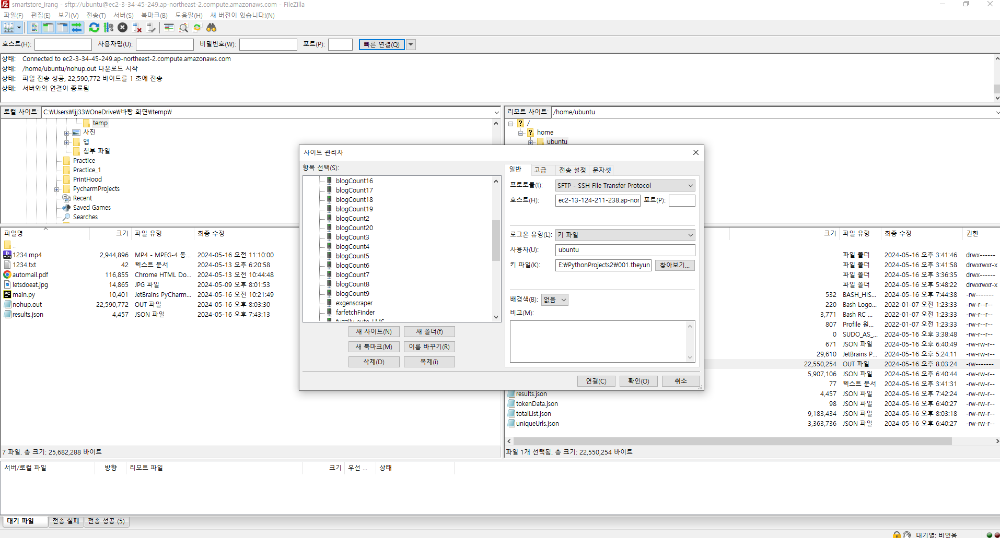 smartstore_irang - sftp://ubuntu@ec2-3-34-45-249.ap-northeast-2.compute.amazonaws.com - FileZilla
파일(F) 편집(E) 보기(V) 전송(T) 서버(S) 북마크(B) 도움말(H) 새 버전이 있습니다!(N)
호스트(H): 사용자명(U): 비밀번호(W): 포트(P): 빠른 연결(Q)
상태: Connected to ec2-3-34-45-249.ap-northeast-2.compute.amazonaws.com
상태: /home/ubuntu/nohup.out 다운로드 시작
상태: 파일 전송 성공, 22,590,772 바이트를 1 초에 전송
상태: 서버와의 연결이 종료됨
로컬 사이트: C:₩Users₩ljj33₩OneDrive₩바탕 화면₩temp₩
temp
사진
앱
첨부 파일
Practice
Practice_1
PrintHood
PycharmProjects
Recent
Saved Games
Searches
리모트 사이트: /home/ubuntu
/
home
ubuntu
파일명 크기 파일 유형 최종 수정
..
1234.mp4 2,944,896 MP4 - MPEG-4 동... 2024-05-16 오전 11:10:00
1234.txt 42 텍스트 문서 2024-05-13 오후 6:20:58
automail.pdf 116,855 Chrome HTML Do... 2024-05-13 오전 10:44:48
letsdoeat.jpg 14,865 JPG 파일 2024-05-09 오후 8:01:53
main.py 10,401 JetBrains PyCharm... 2024-05-16 오전 10:21:49
nohup.out 22,590,772 OUT 파일 2024-05-16 오후 8:03:30
results.json 4,457 JSON 파일 2024-05-16 오후 7:43:13
7 파일. 총 크기: 25,682,288 바이트
사이트 관리자
항목 선택(S):
blogCount16
blogCount17
blogCount18
blogCount19
blogCount2
blogCount20
blogCount3
blogCount4
blogCount5
blogCount6
blogCount7
blogCount8
blogCount9
exgenscraper
farfetchFinder
fuzzily_auto_LMS
새 사이트(N) 새 폴더(f)
새 북마크(M) 이름 바꾸기(R)
삭제(D) 복제(i)
일반 고급 전송 설정 문자셋
프로토콜(t): SFTP - SSH File Transfer Protocol
호스트(H): ec2-13-124-211-238.ap-nor 포트(P):
로그온 유형(L): 키 파일
사용자(U): ubuntu
키 파일(K): E:₩PythonProjects2₩001.theyun 찾아보기...
배경색(B): 없음
비고(M):
연결(C) 확인(O) 취소
크기 파일 유형 최종 수정 권한
파일 폴더 2024-05-16 오후 3:41:46 drwx------
파일 폴더 2024-05-16 오후 3:41:58 drwxrwxr-x
파일 폴더 2024-05-16 오후 3:36:35 drwx------
파일 폴더 2024-05-16 오후 5:48:22 drwxrwxr-x
532 BASH_HIS... 2024-05-16 오후 7:44:38 -rw-------
220 Bash Logo... 2022-01-07 오전 1:23:33 -rw-r--r--
3,771 Bash RC ... 2022-01-07 오전 1:23:33 -rw-r--r--
807 Profile 원... 2022-01-07 오전 1:23:33 -rw-r--r--
0 SUDO_AS_... 2024-05-16 오후 3:38:48 -rw-r--r--
671 JSON 파일 2024-05-16 오후 6:40:49 -rw-rw-r--
29,610 JetBrains P... 2024-05-16 오후 5:24:11 -rw-rw-r--
22,550,254 OUT 파일 2024-05-16 오후 8:03:24 -rw-------
5,907,106 JSON 파일 2024-05-16 오후 6:40:44 -rw-rw-r--
77 텍스트 문서 2024-05-16 오후 3:41:31 -rw-rw-r--
results.json 4,457 JSON 파일 2024-05-16 오후 7:42:24 -rw-rw-r--
tokenData.json 98 JSON 파일 2024-05-16 오후 6:40:27 -rw-rw-r--
totalList.json 9,183,434 JSON 파일 2024-05-16 오후 8:03:18 -rw-rw-r--
uniqueUrls.json 3,363,736 JSON 파일 2024-05-16 오후 6:40:27 -rw-rw-r--
파일 1개 선택됨. 총 크기: 22,550,254 바이트
서버/로컬 파일 방향 리모트 파일 크기 우선 ... 상태
대기 파일 전송 실패 전송 성공 (5)
대기열: 비었음